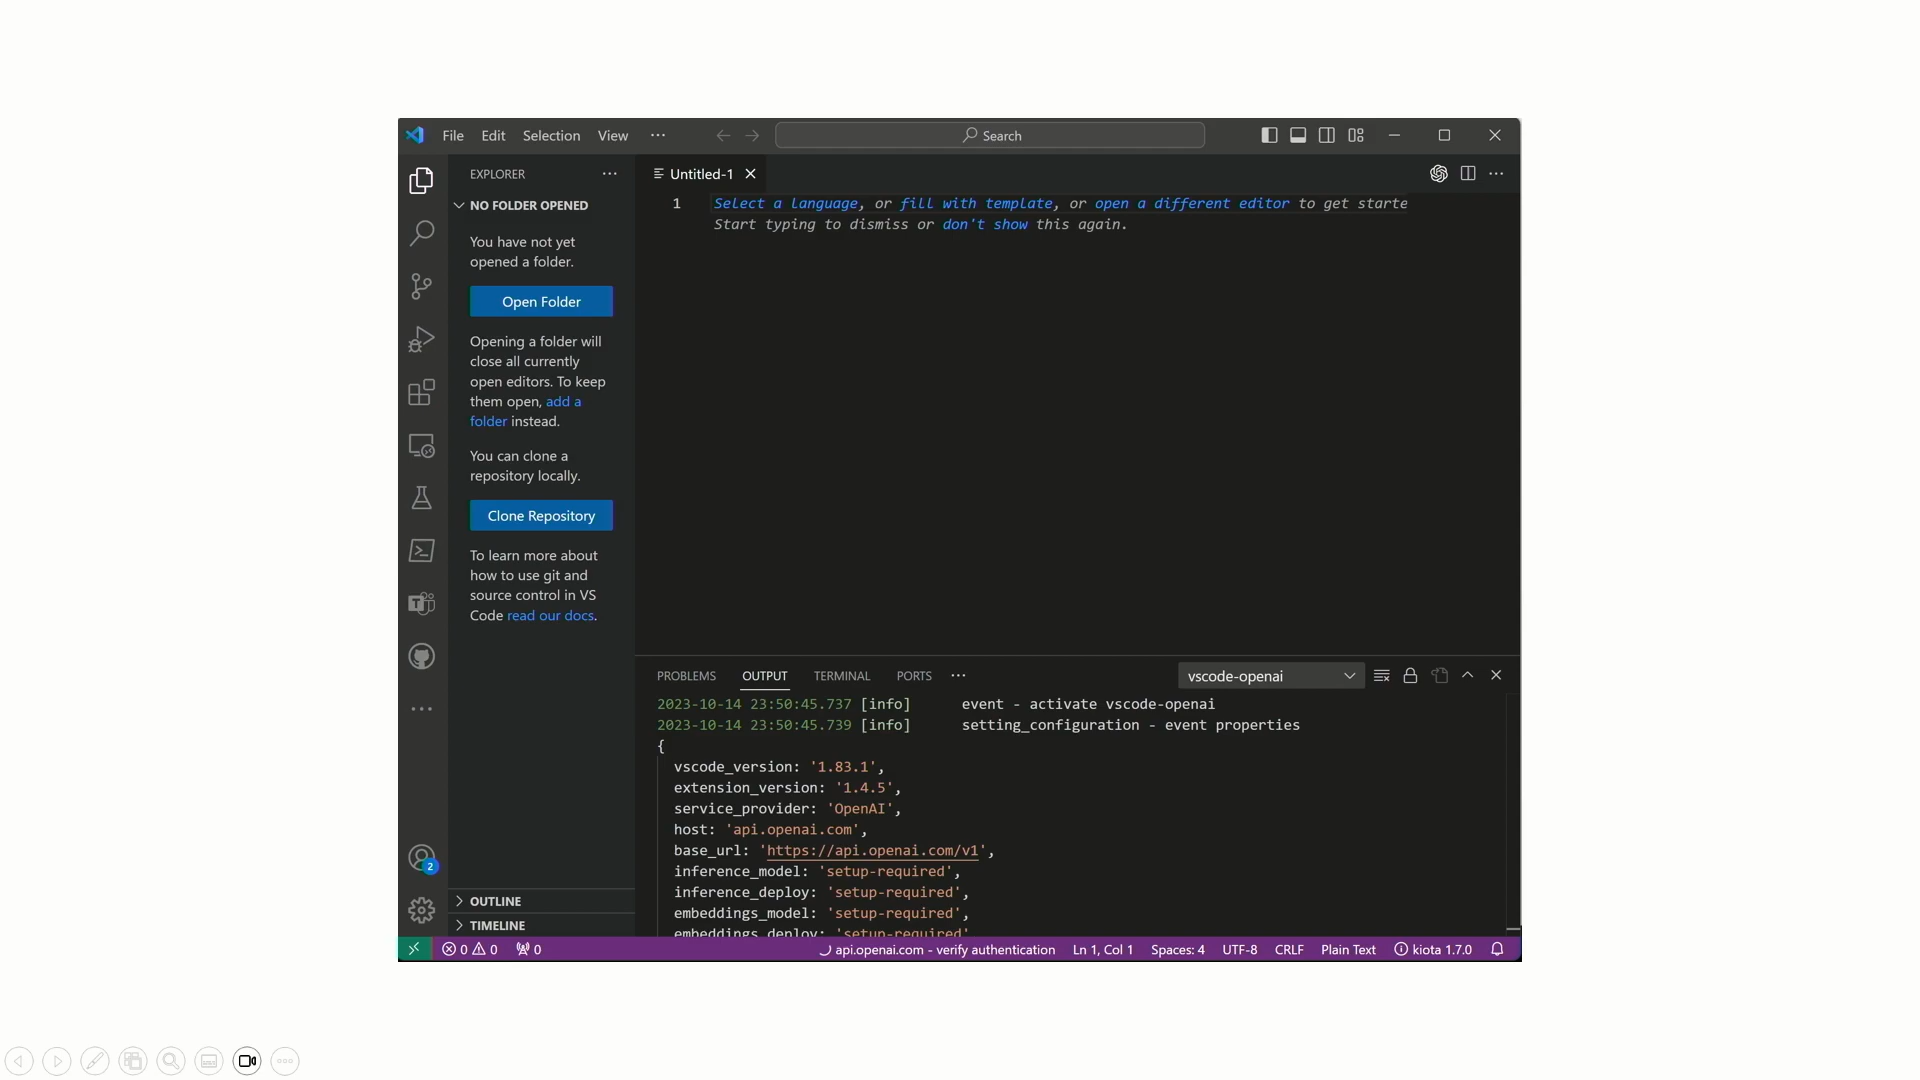 File Edit Selection View ···
Search
EXPLORER ···
NO FOLDER OPENED
You have not yet
opened a folder.
Open Folder
Opening a folder will
close all currently
open editors. To keep
them open, add a
folder instead.
You can clone a
repository locally.
Clone Repository
To learn more about
how to use git and
source control in VS
Code read our docs.
2
OUTLINE
TIMELINE
Untitled-1
1 Select a language, or fill with template, or open a different editor to get starte
Start typing to dismiss or don't show this again.
PROBLEMS OUTPUT TERMINAL PORTS ··· vscode-openai
2023-10-14 23:50:45.737 [info] event - activate vscode-openai
2023-10-14 23:50:45.739 [info] setting_configuration - event properties
{
vscode_version: '1.83.1',
extension_version: '1.4.5',
service_provider: 'OpenAI',
host: 'api.openai.com',
base_url: 'https://api.openai.com/v1',
inference_model: 'setup-required',
inference_deploy: 'setup-required',
embeddings_model: 'setup-required',
embeddings_deploy: 'setup-required'
0 0 0 api.openai.com - verify authentication Ln 1, Col 1 Spaces: 4 UTF-8 CRLF Plain Text kiota 1.7.0